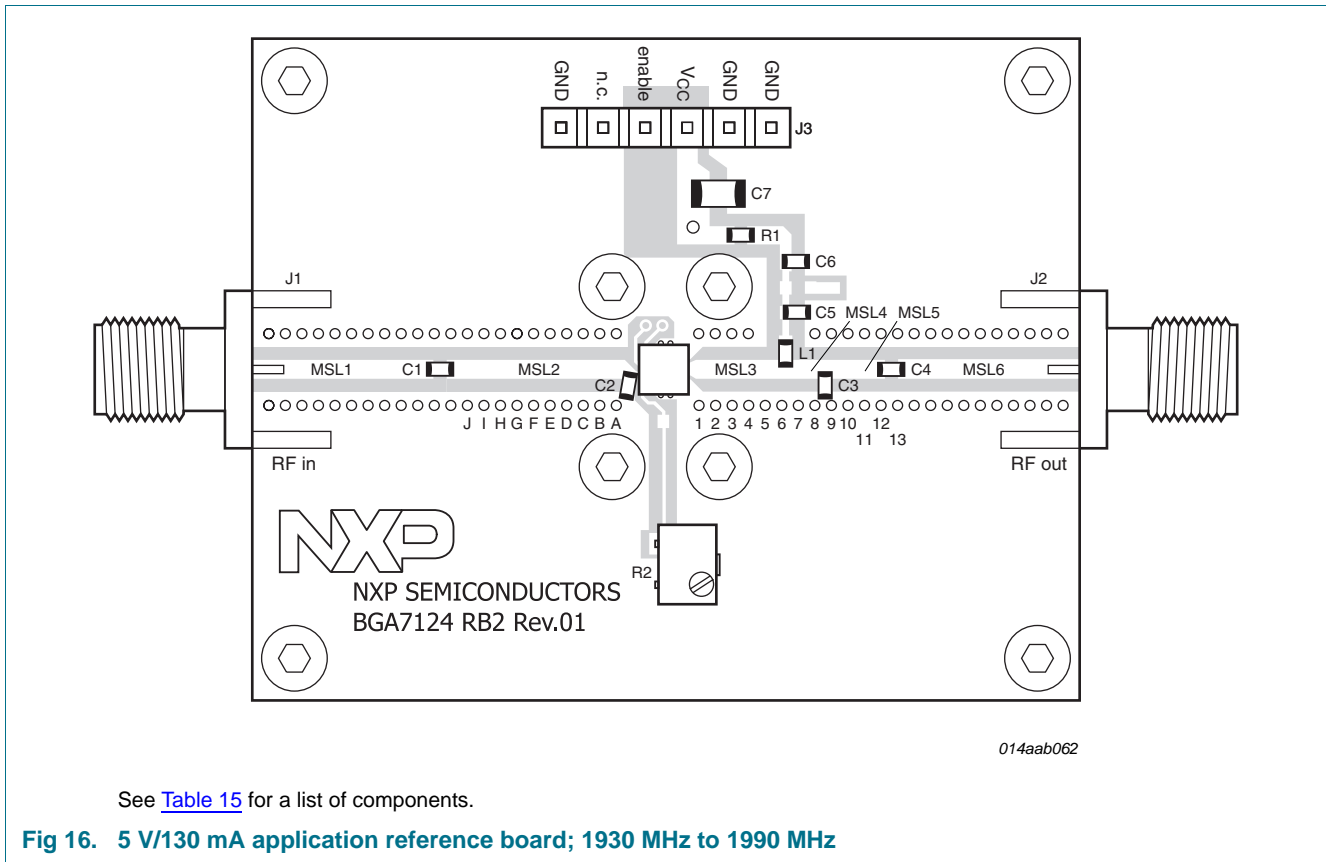 GND
n.c.
enable
VCC
GND
GND
J3
C7
R1
C6
J1
J2
C5
MSL4
MSL5
L1
MSL1
C1
MSL2
C2
MSL3
C3
C4
MSL6
J I H G F E D C B A
1 2 3 4 5 6 7 8 9 10 12
11 13
RF in
RF out
NXP
R2
NXP SEMICONDUCTORS
BGA7124 RB2 Rev.01
014aab062
See Table 15 for a list of components.
Fig 16. 5 V/130 mA application reference board; 1930 MHz to 1990 MHz